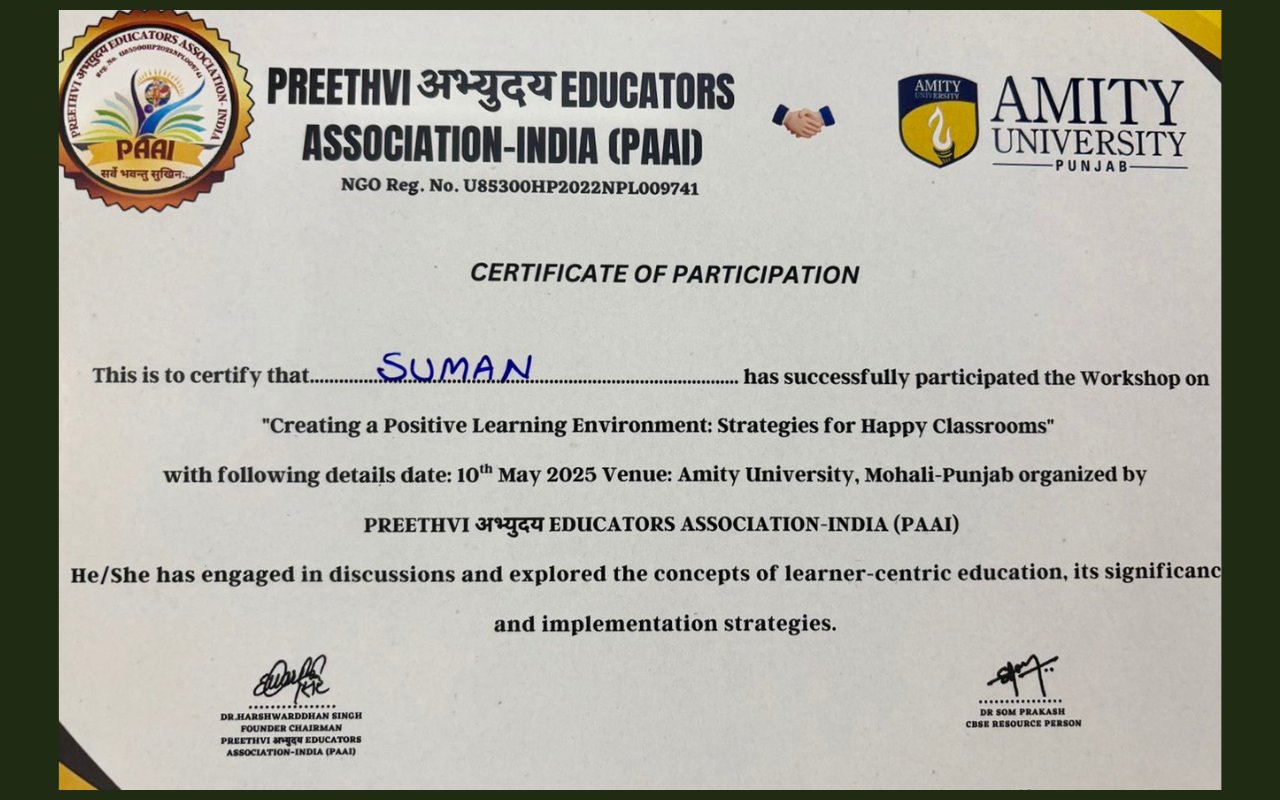 PREETHVI अभ्युदय EDUCATORS ASSOCIATION- INDIA
Reg. No. U85300HP2022NPL009741
PAAI
सर्वे भवन्तु सुखिनः..
PREETHVI अभ्युदय EDUCATORS
ASSOCIATION-INDIA (PAAI)
NGO Reg. No. U85300HP2022NPL009741
AMITY
UNIVERSITY
AMITY
UNIVERSITY
PUNJAB
CERTIFICATE OF PARTICIPATION
This is to certify that SUMAN has successfully participated the Workshop on
"Creating a Positive Learning Environment: Strategies for Happy Classrooms"
with following details date: 10th May 2025 Venue: Amity University, Mohali-Punjab organized by
PREETHVI अभ्युदय EDUCATORS ASSOCIATION-INDIA (PAAI)
He/She has engaged in discussions and explored the concepts of learner-centric education, its significanc
and implementation strategies.
DR.HARSHWARDDHAN SINGH
FOUNDER CHAIRMAN
PREETHVI अभ्युदय EDUCATORS
ASSOCIATION-INDIA (PAAI)
DR SOM PRAKASH
CBSE RESOURCE PERSON